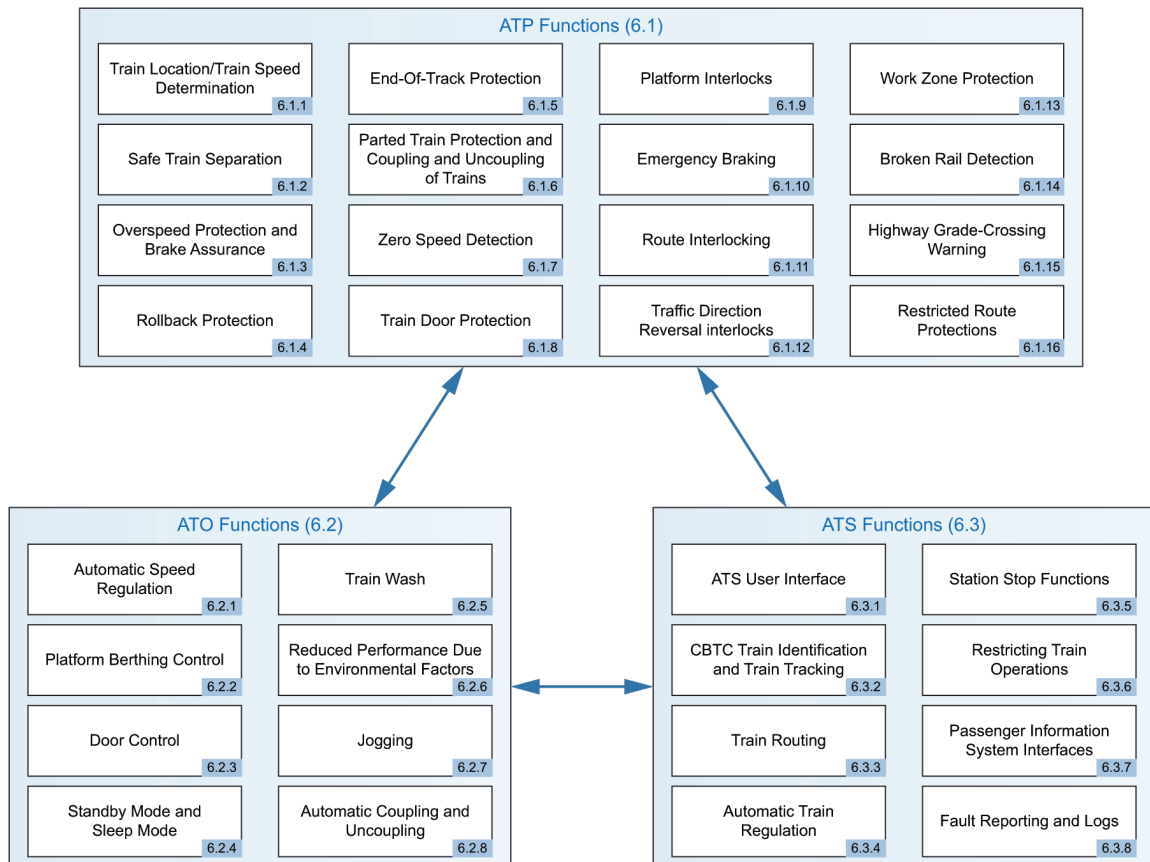 ATP Functions (6.1)
Train Location/Train Speed
Determination
6.1.1
End-Of-Track Protection
6.1.5
Platform Interlocks
6.1.9
Work Zone Protection
6.1.13
Safe Train Separation
6.1.2
Parted Train Protection and
Coupling and Uncoupling
of Trains
6.1.6
Emergency Braking
6.1.10
Broken Rail Detection
6.1.14
Overspeed Protection and
Brake Assurance
6.1.3
Zero Speed Detection
6.1.7
Route Interlocking
6.1.11
Highway Grade-Crossing
Warning
6.1.15
Rollback Protection
6.1.4
Train Door Protection
6.1.8
Traffic Direction
Reversal interlocks
6.1.12
Restricted Route
Protections
6.1.16
ATO Functions (6.2)
Automatic Speed
Regulation
6.2.1
Train Wash
6.2.5
Platform Berthing Control
6.2.2
Reduced Performance Due
to Environmental Factors
6.2.6
Door Control
6.2.3
Jogging
6.2.7
Standby Mode and
Sleep Mode
6.2.4
Automatic Coupling and
Uncoupling
6.2.8
ATS Functions (6.3)
ATS User Interface
6.3.1
Station Stop Functions
6.3.5
CBTC Train Identification
and Train Tracking
6.3.2
Restricting Train
Operations
6.3.6
Train Routing
6.3.3
Passenger Information
System Interfaces
6.3.7
Automatic Train
Regulation
6.3.4
Fault Reporting and Logs
6.3.8